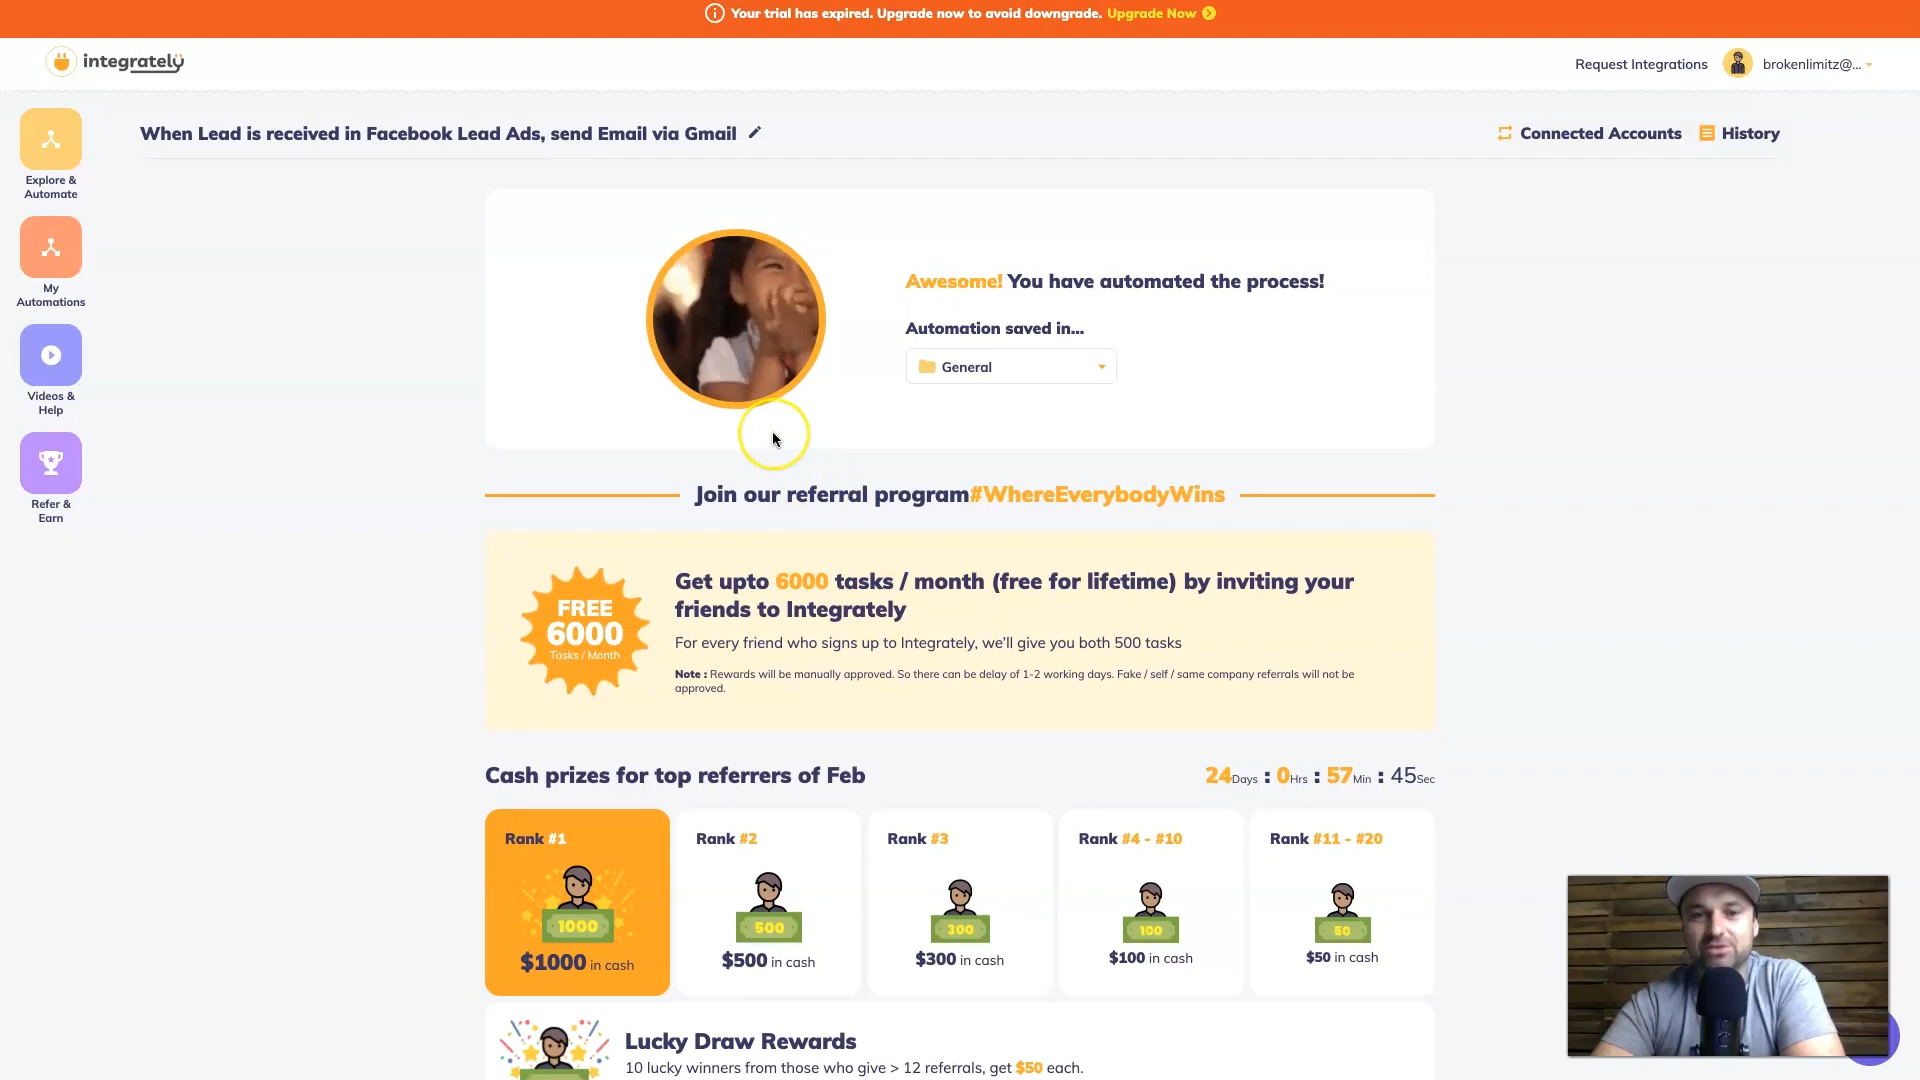 Your trial has expired. Upgrade now to avoid downgrade. Upgrade Now
integrately
Request Integrations
brokenlimitz@...
When Lead is received in Facebook Lead Ads, send Email via Gmail
Connected Accounts
History
Explore &
Automate
My
Automations
Videos &
Help
Refer &
Earn
Awesome! You have automated the process!
Automation saved in...
General
Join our referral program#WhereEverybodyWins
FREE
6000
Tasks / Month
Get upto 6000 tasks / month (free for lifetime) by inviting your
friends to Integrately
For every friend who signs up to Integrately, we'll give you both 500 tasks
Note : Rewards will be manually approved. So there can be delay of 1-2 working days. Fake / self / same company referrals will not be
approved.
Cash prizes for top referrers of Feb
24Days : 0Hrs : 57Min : 45Sec
Rank #1
1000
$1000 in cash
Rank #2
500
$500 in cash
Rank #3
300
$300 in cash
Rank #4 - #10
100
$100 in cash
Rank #11 - #20
50
$50 in cash
Lucky Draw Rewards
10 lucky winners from those who give > 12 referrals, get $50 each.